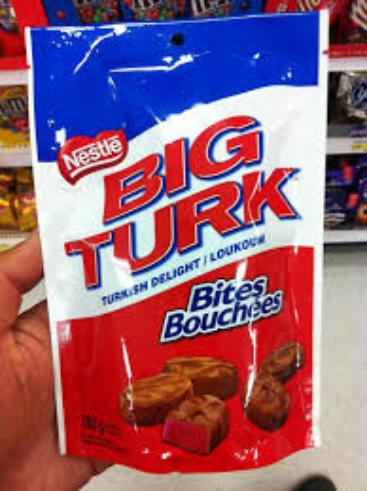 Nestlé
BIG
TURK
TURKISH DELIGHT / LOUKOUM
Bites
Bouchées
180 g